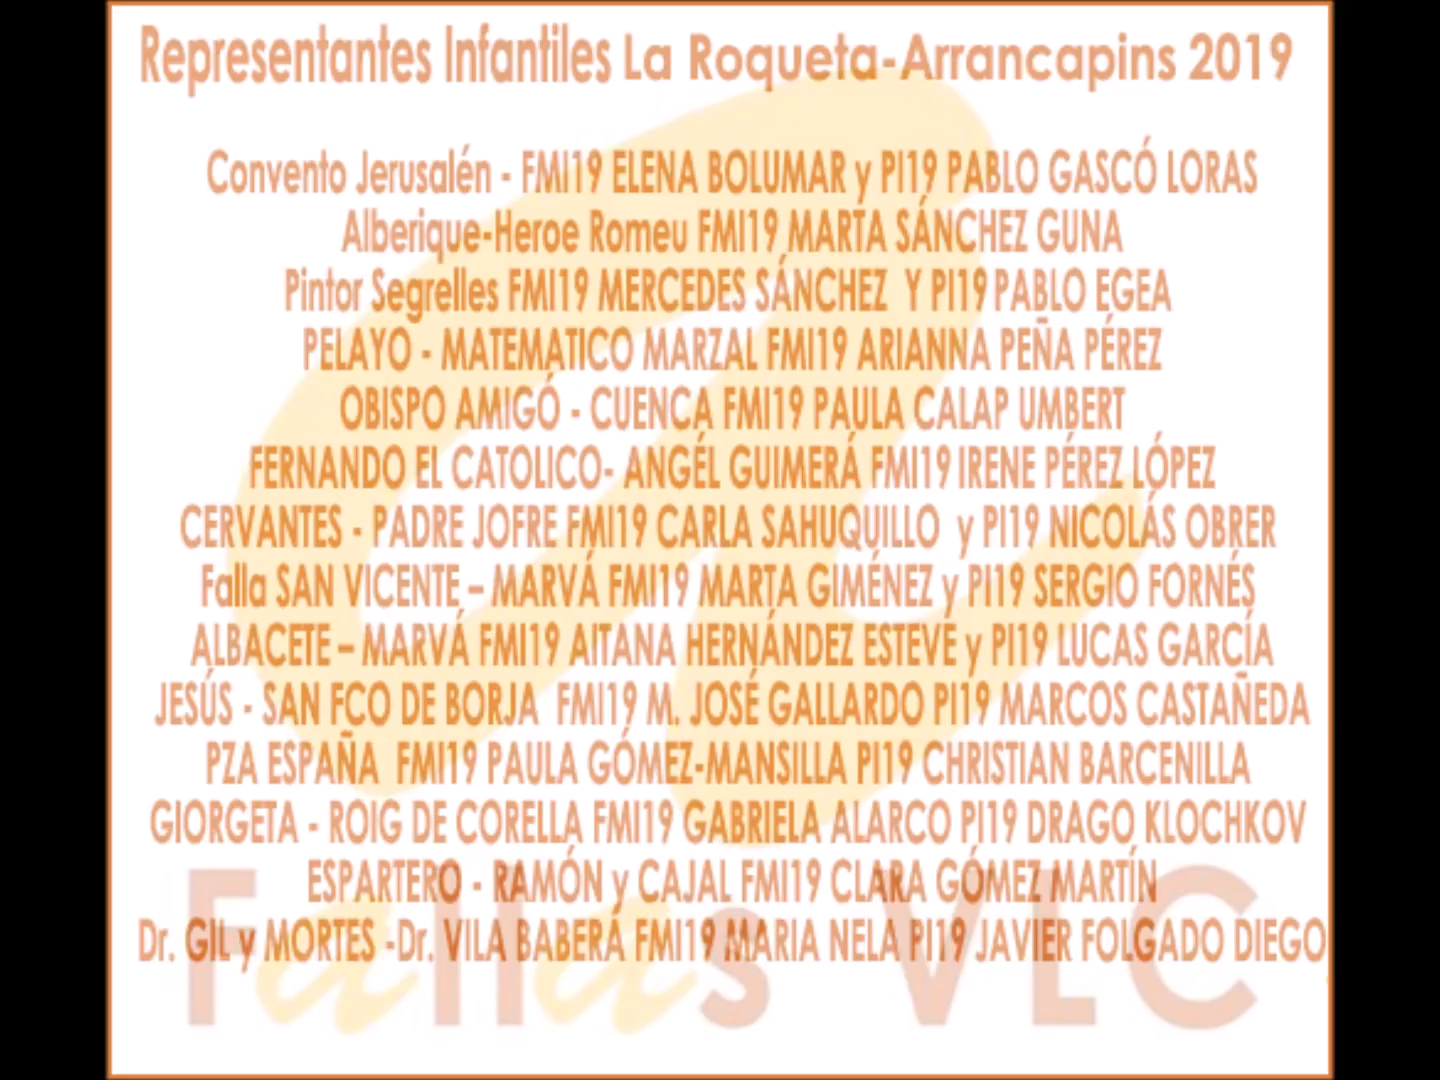 Representantes Infantiles La Roqueta-Arrancapins 2019
Convento Jerusalén - FMI19 ELENA BOLUMAR y PI19 PABLO GASCÓ LORAS
Alberique-Heroe Romeu FMI19 MARTA SÁNCHEZ GUNA
Pintor Segrelles FMI19 MERCEDES SÁNCHEZ Y PI19 PABLO EGEA
PELAYO - MATEMATICO MARZAL FMI19 ARIANNA PEÑA PÉREZ
OBISPO AMIGÓ - CUENCA FMI19 PAULA CALAP UMBERT
FERNANDO EL CATOLICO- ANGÉL GUIMERÁ FMI19 IRENE PÉREZ LÓPEZ
CERVANTES - PADRE JOFRE FMI19 CARLA SAHUQUILLO y PI19 NICOLÁS OBRER
Falla SAN VICENTE – MARVÁ FMI19 MARTA GIMÉNEZ y PI19 SERGIO FORNÉS
ALBACETE – MARVÁ FMI19 AITANA HERNÁNDEZ ESTEVE y PI19 LUCAS GARCÍA
JESÚS - SAN FCO DE BORJA FMI19 M. JOSÉ GALLARDO PI19 MARCOS CASTAÑEDA
PZA ESPAÑA FMI19 PAULA GÓMEZ-MANSILLA PI19 CHRISTIAN BARCENILLA
GIORGETA - ROIG DE CORELLA FMI19 GABRIELA ALARCO PI19 DRAGO KLOCHKOV
ESPARTERO - RAMÓN y CAJAL FMI19 CLARA GÓMEZ MARTÍN
Dr. GIL y MORTES -Dr. VILA BABERÁ FMI19 MARIA NELA PI19 JAVIER FOLGADO DIEGO
Fallas VLC